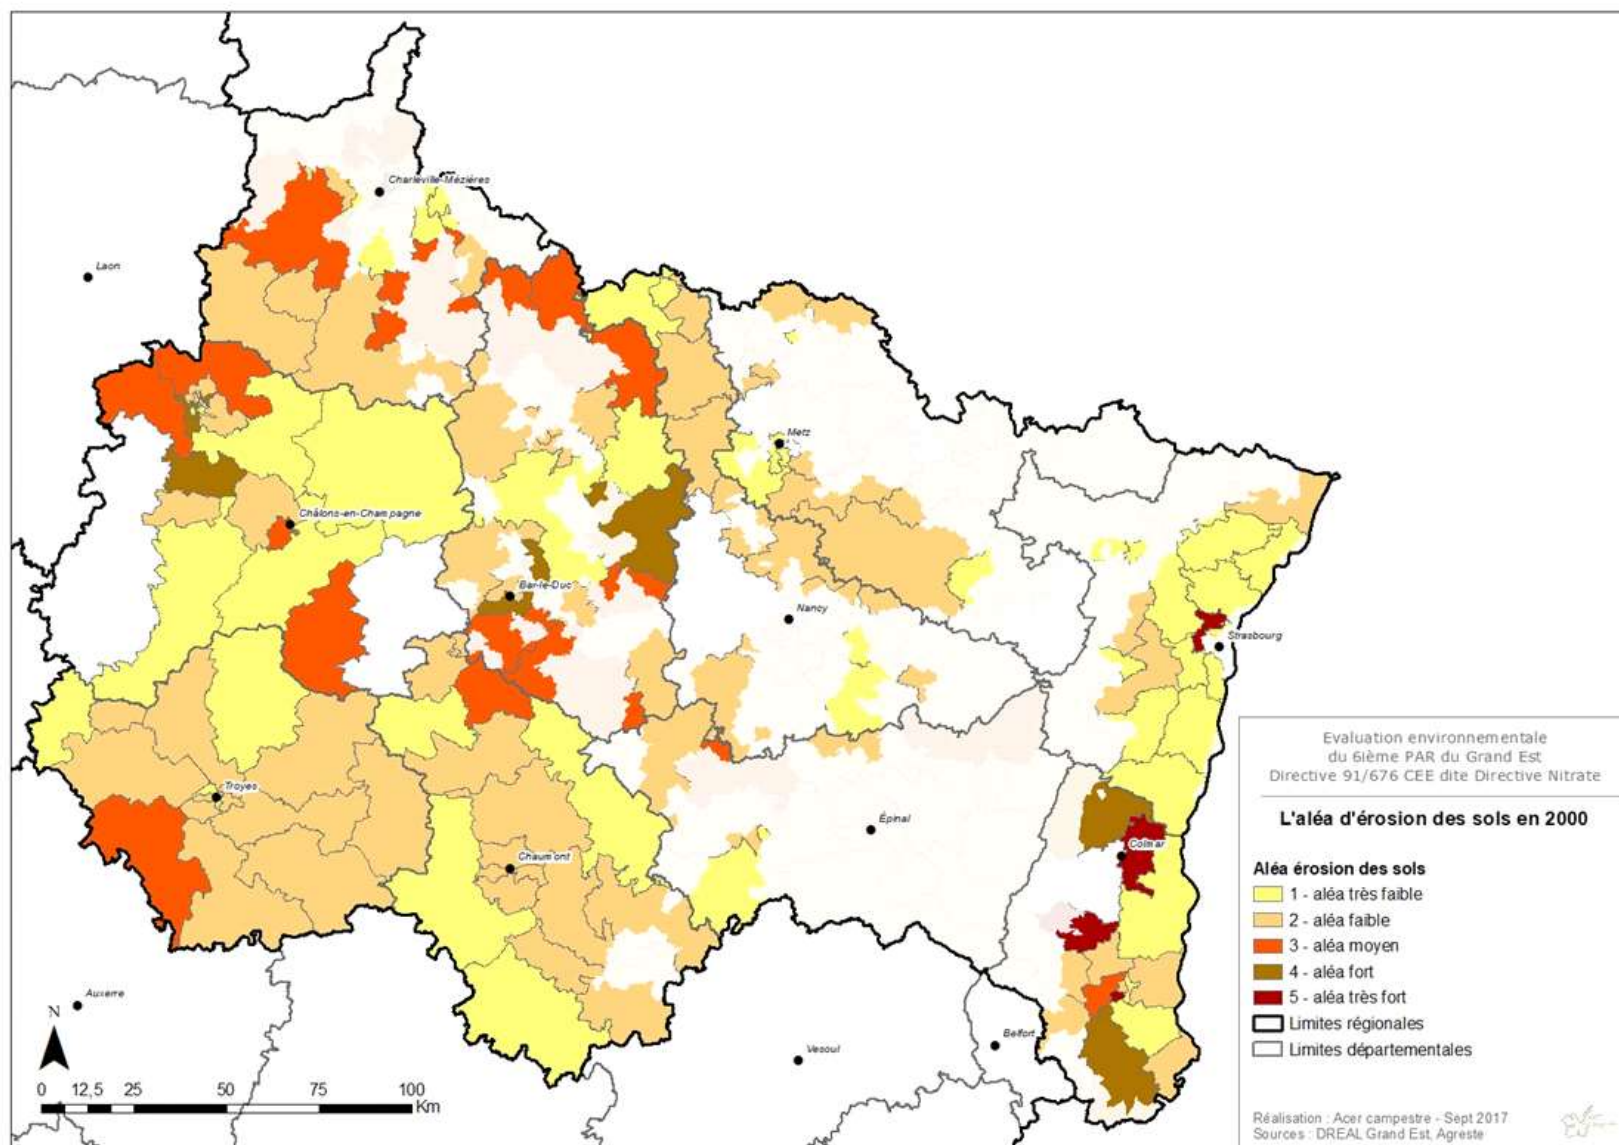 Charleville-Mézières
Laon
Metz
Châlons-en-Champagne
Bar-le-Duc
Nancy
Strasbourg
Troyes
Épinal
Chaumont
Colmar
Auxerre
Vesoul
Belfort
N
0 12,5 25 50 75 100
Km
Evaluation environnementale
du 6ième PAR du Grand Est
Directive 91/676 CEE dite Directive Nitrate
L'aléa d'érosion des sols en 2000
Aléa érosion des sols
1 - aléa très faible
2 - aléa faible
3 - aléa moyen
4 - aléa fort
5 - aléa très fort
Limites régionales
Limites départementales
Réalisation : Acer campestre - Sept 2017
Sources : DREAL Grand Est, Agreste